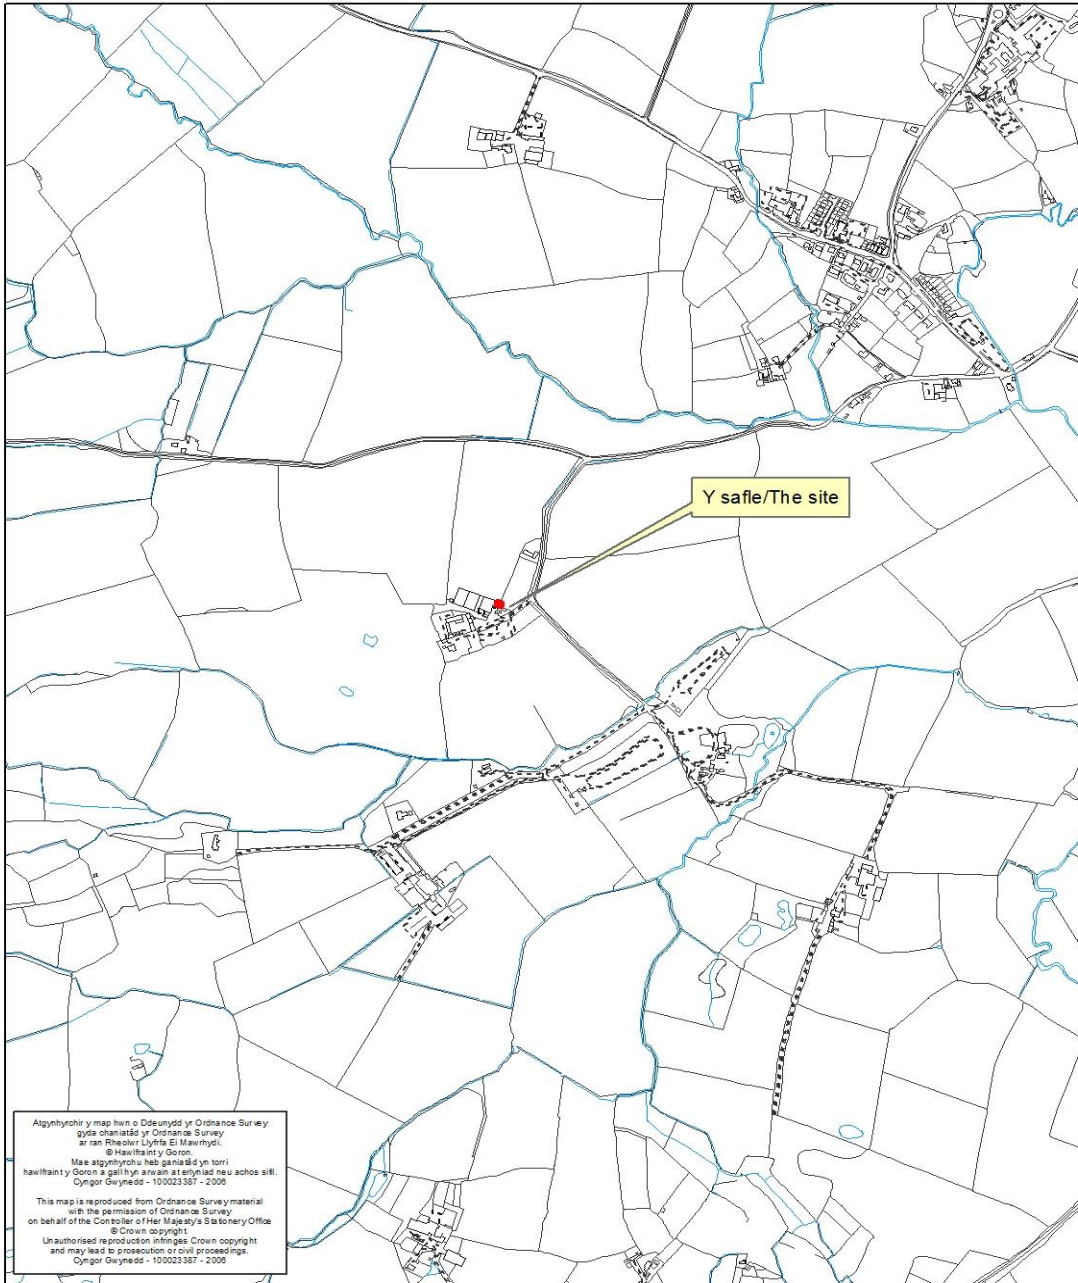 Y safle/The site
Atgynhyrchir y map hwn o Ddeunydd yr Ordnance Survey
gyda chaniatâd yr Ordnance Survey
ar ran Rheolwr Llyfrfa Ei Mawrhydi.
© Hawlfraint y Goron.
Mae atgynhyrchu heb ganiatâd yn torri
hawlfraint y Goron a gall hyn arwain at erlyniad neu achos sifil.
Cyngor Gwynedd - 100023387 - 2006
This map is reproduced from Ordnance Survey material
with the permission of Ordnance Survey
on behalf of the Controller of Her Majesty's Stationery Office
© Crown copyright.
Unauthorised reproduction infringes Crown copyright
and may lead to prosecution or civil proceedings.
Cyngor Gwynedd - 100023387 - 2006